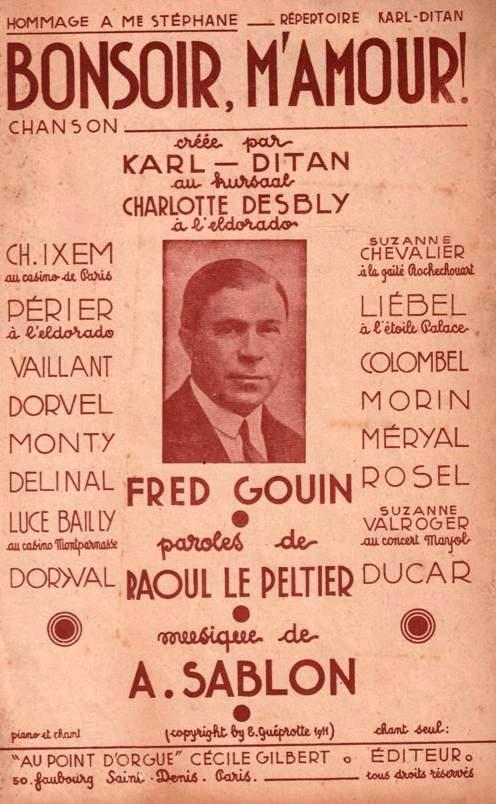 HOMMAGE A ME STÉPHANE — RÉPERTOIRE KARL-DITAN
BONSOIR, M'AMOUR!
CHANSON
créée par
KARL — DITAN
au kursaal
CHARLOTTE DESBLY
à l'eldorado
CH. IXEM
au casino de Paris
PÉRIER
à l'eldorado
VAILLANT
DORVEL
MONTY
DELINAL
LUCE BAILLY
au casino Montparnasse
DORYVAL
SUZANNE
CHEVALIER
à la gaîté Rochechouart
LIÉBEL
à l'étoile Palace
COLOMBEL
MORIN
MÉRYAL
ROSEL
SUZANNE
VALROGER
au concert Mayol
DUCAR
FRED GOUIN
paroles de
RAOUL LE PELTIER
musique de
A. SABLON
piano et chant
(copyright by E. Guéprotte 1911)
chant seul:
"AU POINT D'ORGUE" CÉCILE GILBERT o ÉDITEUR o
50. faubourg Saint-Denis. Paris. — tous droits réservés